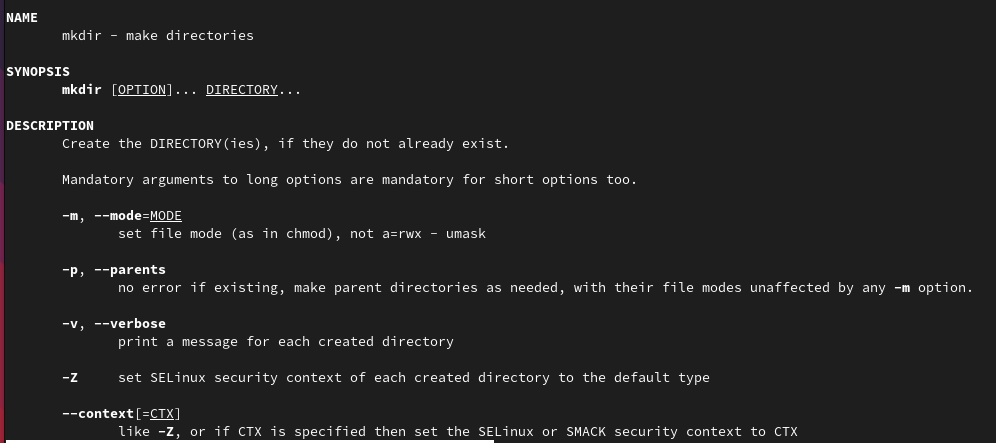 NAME
mkdir - make directories
SYNOPSIS
mkdir [OPTION]... DIRECTORY...
DESCRIPTION
Create the DIRECTORY(ies), if they do not already exist.
Mandatory arguments to long options are mandatory for short options too.
-m, --mode=MODE
set file mode (as in chmod), not a=rwx - umask
-p, --parents
no error if existing, make parent directories as needed, with their file modes unaffected by any -m option.
-v, --verbose
print a message for each created directory
-Z set SELinux security context of each created directory to the default type
--context[=CTX]
like -Z, or if CTX is specified then set the SELinux or SMACK security context to CTX